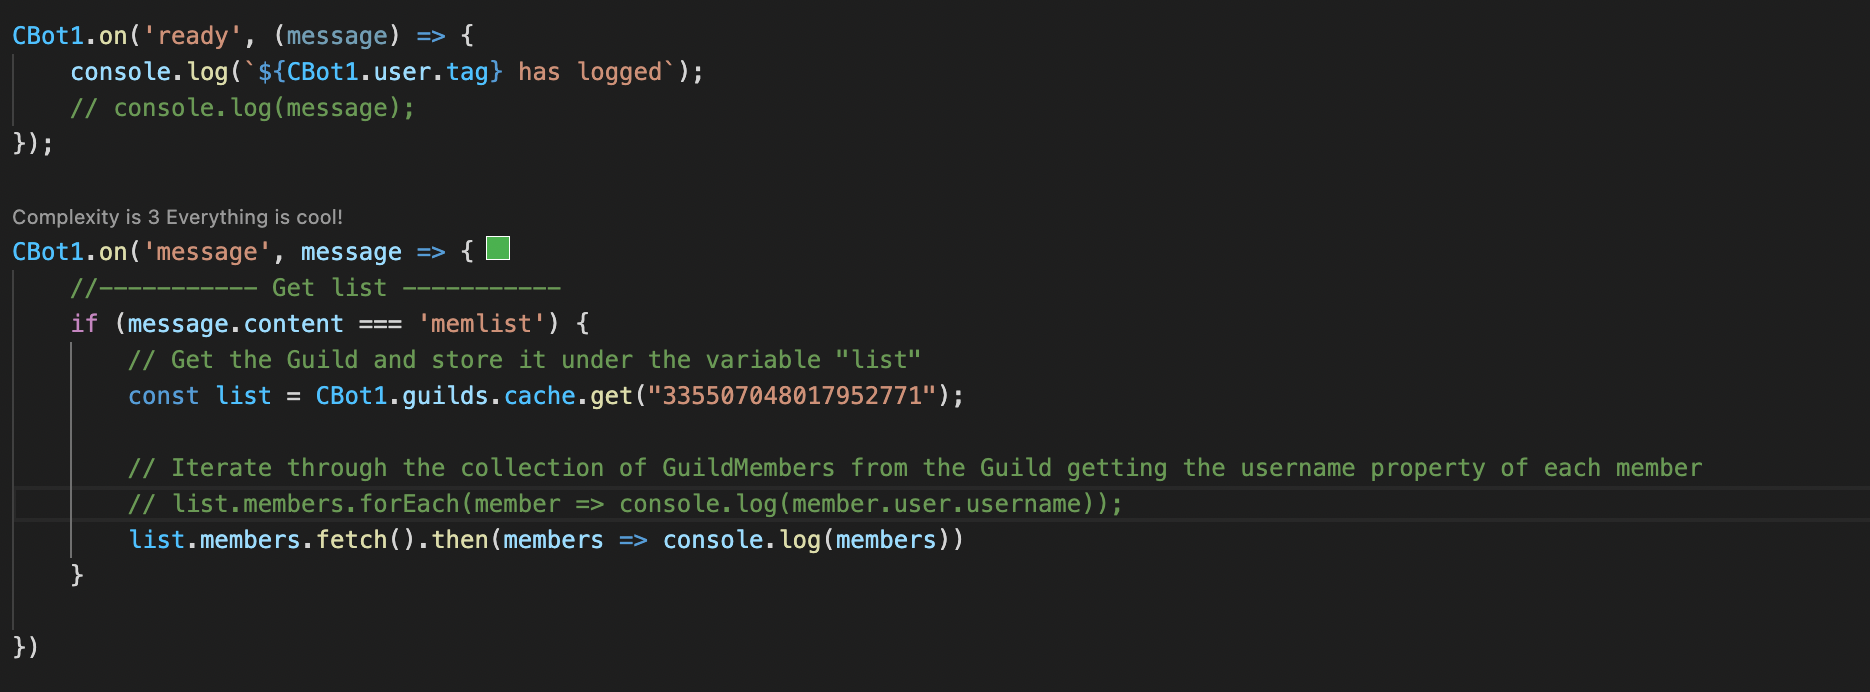 CBot1.on('ready', (message) => {
    console.log(`${CBot1.user.tag} has logged`);
    // console.log(message);
});
Complexity is 3 Everything is cool!
CBot1.on('message', message => {
    //----------- Get list -----------
    if (message.content === 'memlist') {
        // Get the Guild and store it under the variable "list"
        const list = CBot1.guilds.cache.get("335507048017952771");
        // Iterate through the collection of GuildMembers from the Guild getting the username property of each member
        // list.members.forEach(member => console.log(member.user.username));
        list.members.fetch().then(members => console.log(members))
    }
})